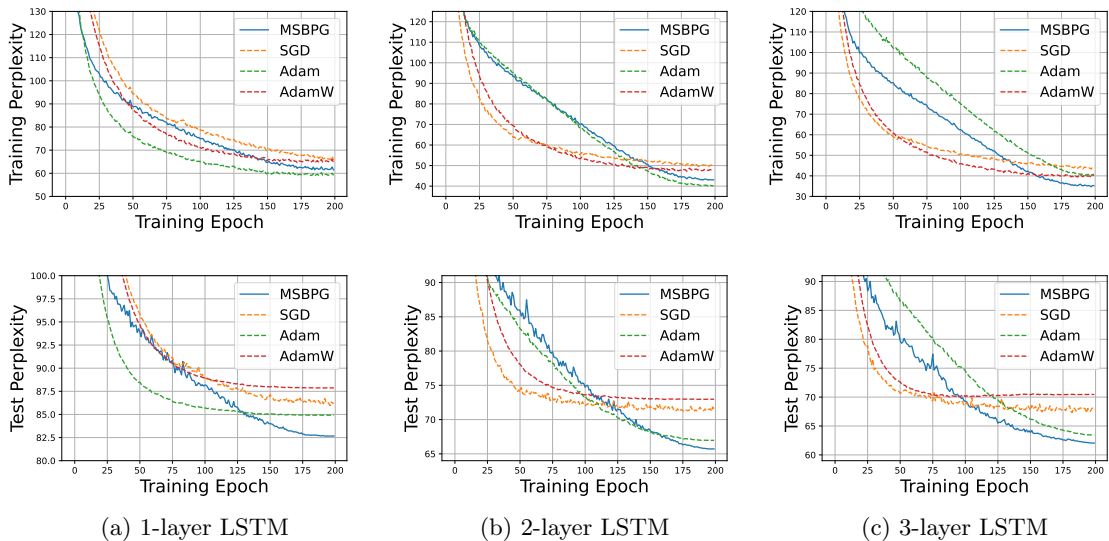 130
120
110
100
90
80
70
60
50
Training Perplexity
MSBPG
SGD
Adam
AdamW
0 25 50 75 100 125 150 175 200
Training Epoch
120
110
100
90
80
70
60
50
40
Training Perplexity
MSBPG
SGD
Adam
AdamW
0 25 50 75 100 125 150 175 200
Training Epoch
120
110
100
90
80
70
60
50
40
30
Training Perplexity
MSBPG
SGD
Adam
AdamW
0 25 50 75 100 125 150 175 200
Training Epoch
100.0
97.5
95.0
92.5
90.0
87.5
85.0
82.5
80.0
Test Perplexity
MSBPG
SGD
Adam
AdamW
0 25 50 75 100 125 150 175 200
Training Epoch
90
85
80
75
70
65
Test Perplexity
MSBPG
SGD
Adam
AdamW
0 25 50 75 100 125 150 175 200
Training Epoch
90
85
80
75
70
65
60
Test Perplexity
MSBPG
SGD
Adam
AdamW
0 25 50 75 100 125 150 175 200
Training Epoch
(a) 1-layer LSTM
(b) 2-layer LSTM
(c) 3-layer LSTM